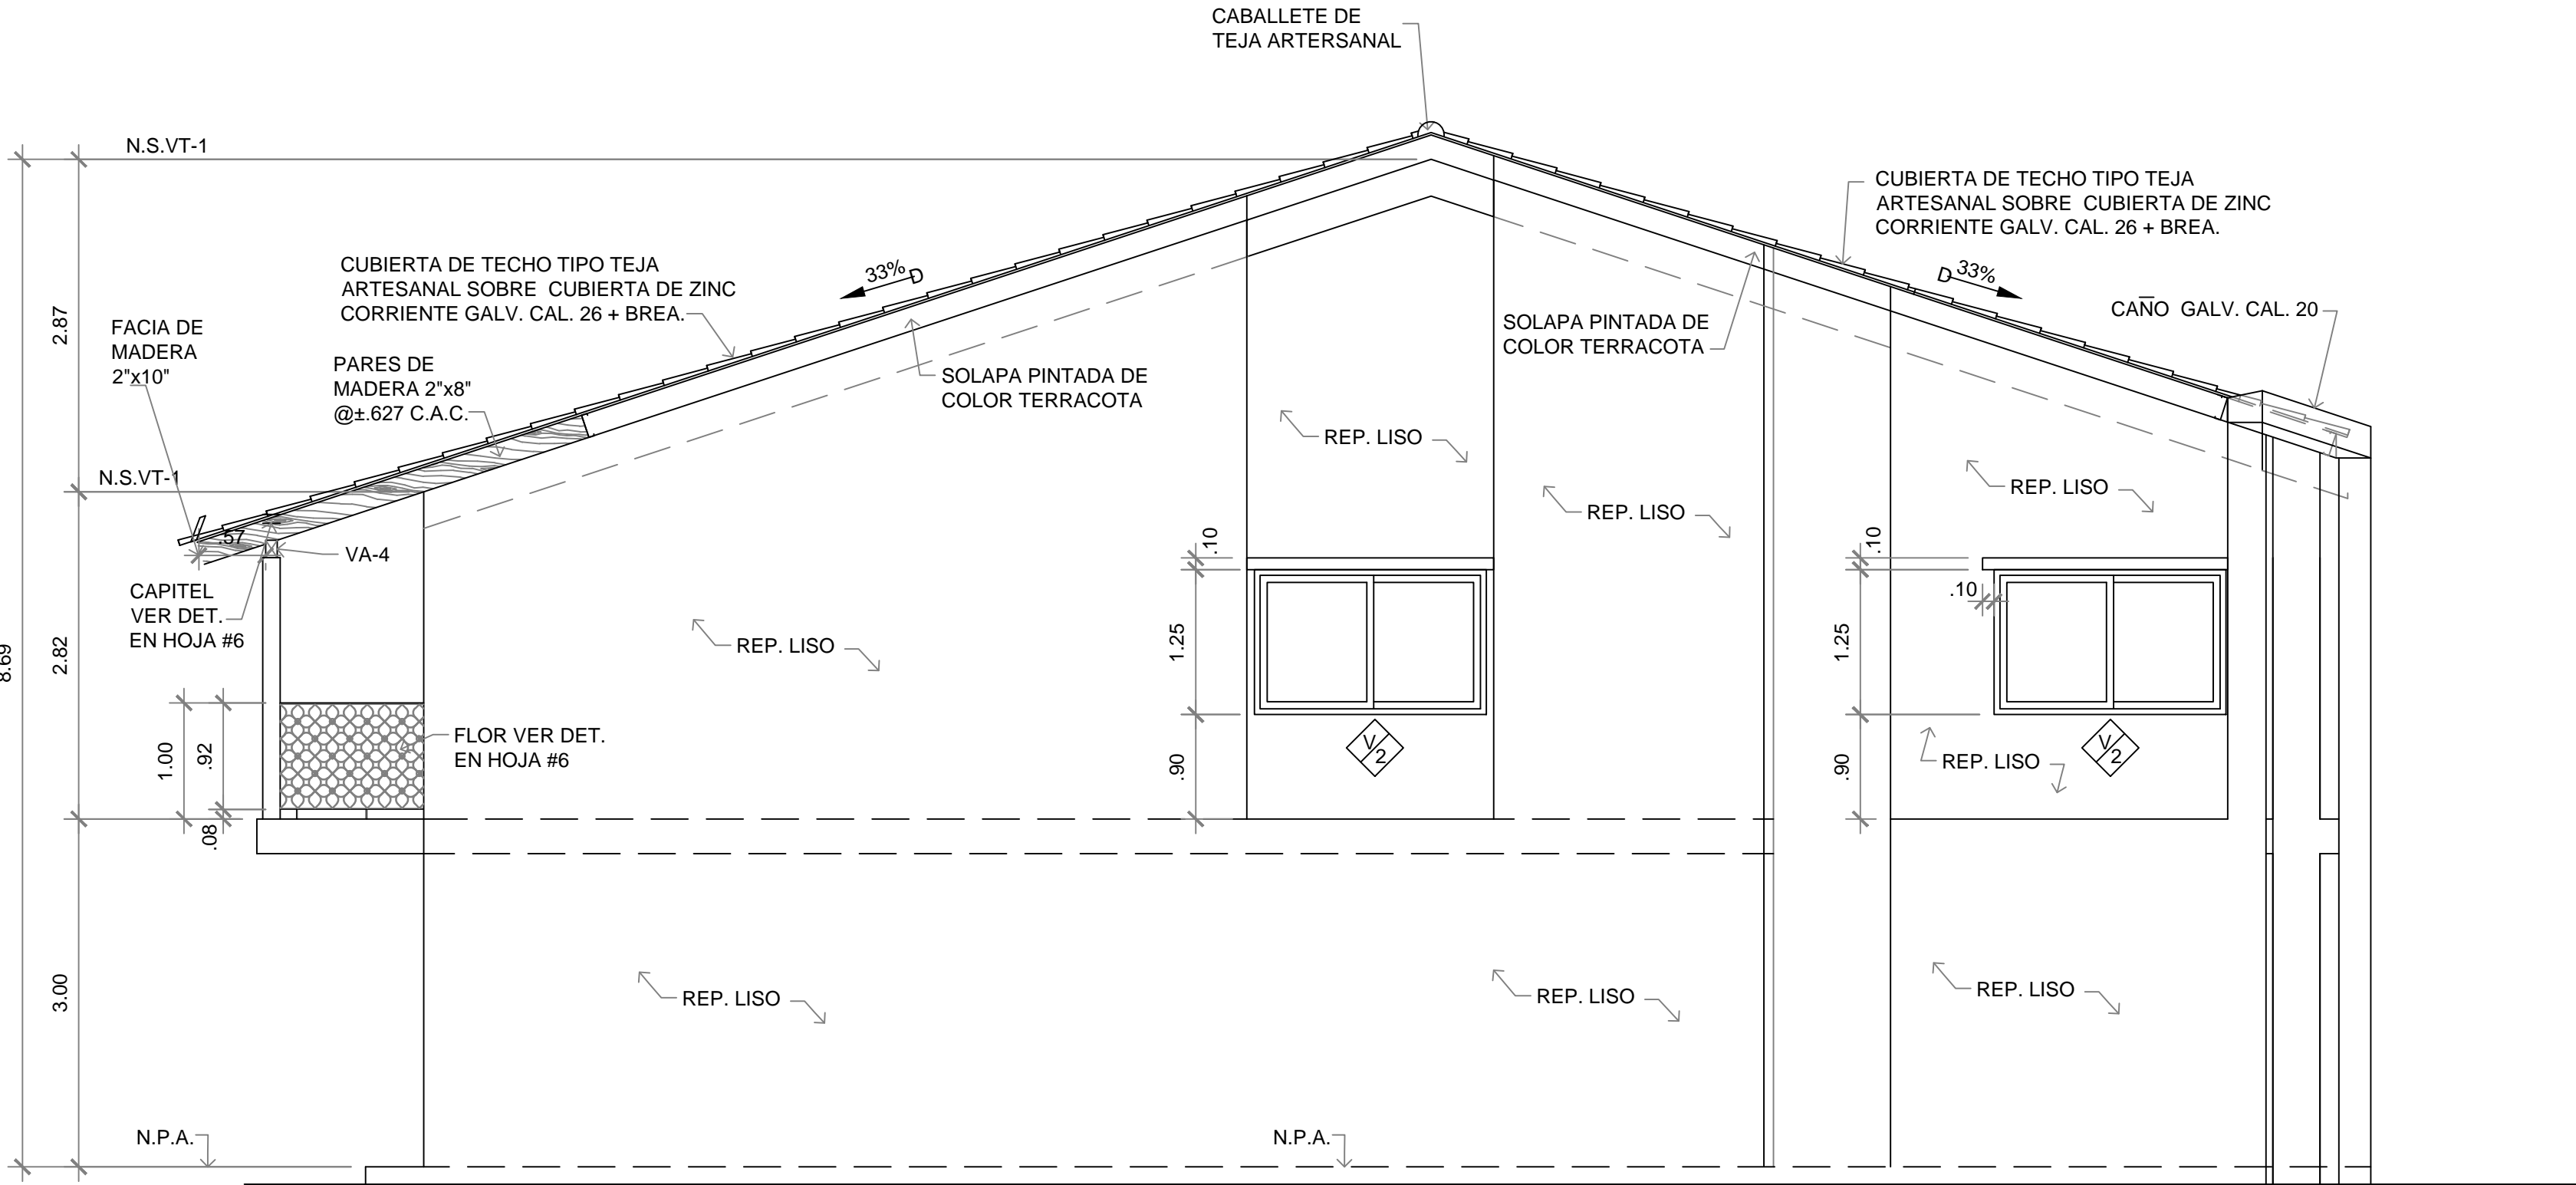 CABALLETE DE
TEJA ARTERSANAL
N.S.VT-1
CUBIERTA DE TECHO TIPO TEJA
ARTESANAL SOBRE CUBIERTA DE ZINC
CORRIENTE GALV. CAL. 26 + BREA.
CUBIERTA DE TECHO TIPO TEJA
ARTESANAL SOBRE CUBIERTA DE ZINC
CORRIENTE GALV. CAL. 26 + BREA.
33%
D
D
33%
CAÑO GALV. CAL. 20
2.87
FACIA DE
MADERA
2"x10"
PARES DE
MADERA 2"x8"
@±.627 C.A.C.
SOLAPA PINTADA DE
COLOR TERRACOTA
SOLAPA PINTADA DE
COLOR TERRACOTA
REP. LISO
REP. LISO
REP. LISO
N.S.VT-1
.57
VA-4
.10
.10
.10
CAPITEL
VER DET.
EN HOJA #6
8.69
2.82
REP. LISO
1.25
1.25
1.00
.92
.08
FLOR VER DET.
EN HOJA #6
.90
V
2
.90
REP. LISO
V
2
3.00
REP. LISO
REP. LISO
REP. LISO
N.P.A.
N.P.A.